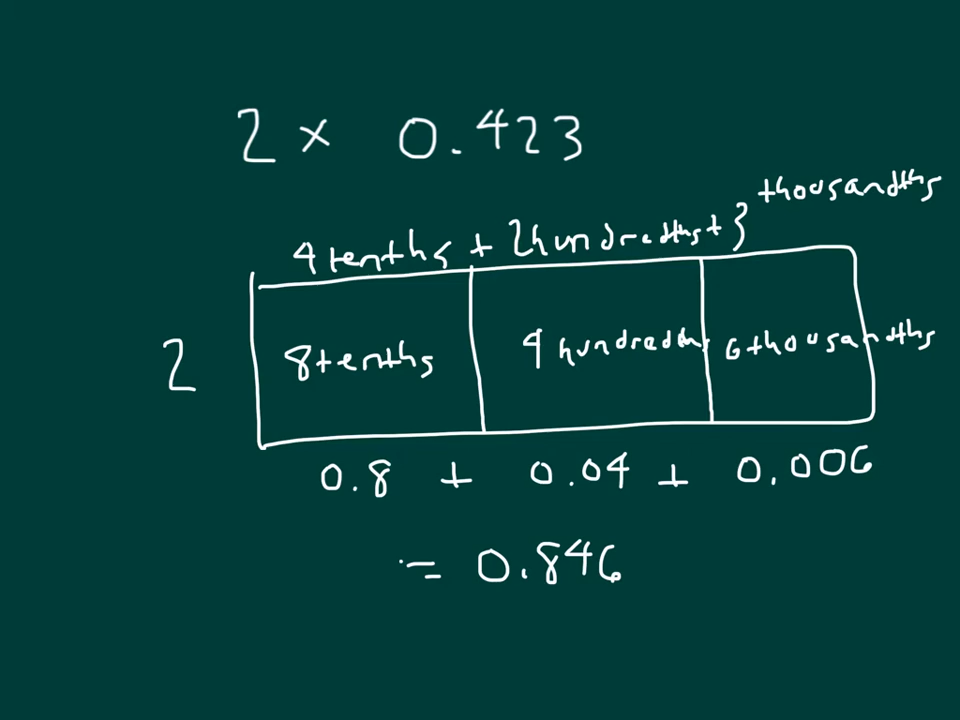 2 × 0.423
4 tenths + 2 hundredths + 3 thousandths
2
8 tenths 4 hundredths 6 thousandths
0.8 + 0.04 + 0.006
= 0.846